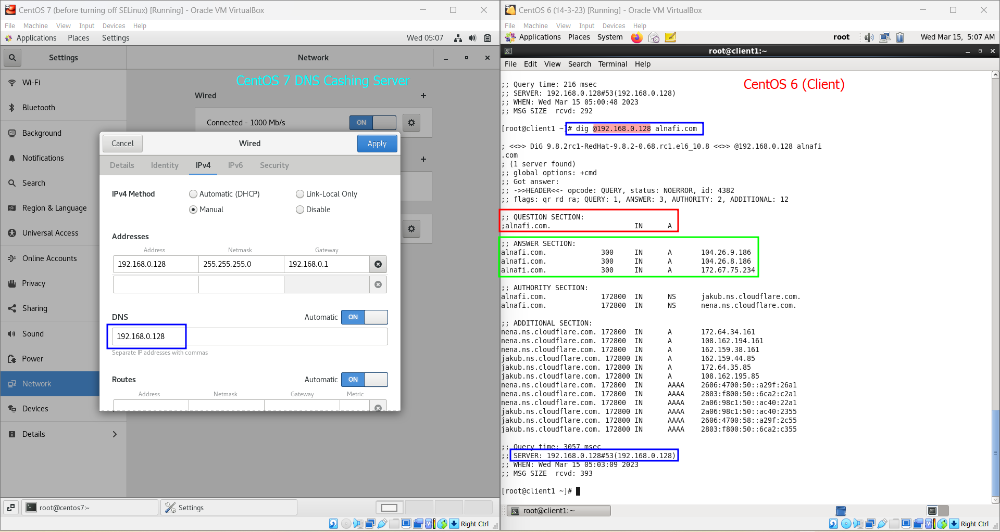 CentOS 7 (before turning off SELinux) [Running] - Oracle VM VirtualBox
File Machine View Input Devices Help
Applications Places Settings Wed 05:07
Settings Network
CentOS 7 DNS Cashing Server
Wi-Fi
Bluetooth
Background
Notifications
Search
Region & Language
Universal Access
Online Accounts
Privacy
Sharing
Sound
Power
Network
Devices
Details
Wired
Connected - 1000 Mb/s ON
Cancel Wired Apply
Details Identity IPv4 IPv6 Security
IPv4 Method Automatic (DHCP) Link-Local Only
Manual Disable
Addresses
Address Netmask Gateway
192.168.0.128 255.255.255.0 192.168.0.1
DNS Automatic ON
192.168.0.128
Separate IP addresses with commas
Routes Automatic ON
Address Netmask Gateway Metric
root@centos7:~ Settings
Right Ctrl
CentOS 6 (14-3-23) [Running] - Oracle VM VirtualBox
File Machine View Input Devices Help
Applications Places System root Wed Mar 15, 5:07 AM
root@client1:~
File Edit View Search Terminal Help
CentOS 6 (Client)
;; Query time: 216 msec
;; SERVER: 192.168.0.128#53(192.168.0.128)
;; WHEN: Wed Mar 15 05:00:48 2023
;; MSG SIZE  rcvd: 292
[root@client1 ~]# dig @192.168.0.128 alnafi.com
; <<>> DiG 9.8.2rc1-RedHat-9.8.2-0.68.rc1.el6_10.8 <<>> @192.168.0.128 alnafi
.com
; (1 server found)
;; global options: +cmd
;; Got answer:
;; ->>HEADER<<- opcode: QUERY, status: NOERROR, id: 4382
;; flags: qr rd ra; QUERY: 1, ANSWER: 3, AUTHORITY: 2, ADDITIONAL: 12
;; QUESTION SECTION:
;alnafi.com. IN A
;; ANSWER SECTION:
alnafi.com. 300 IN A 104.26.9.186
alnafi.com. 300 IN A 104.26.8.186
alnafi.com. 300 IN A 172.67.75.234
;; AUTHORITY SECTION:
alnafi.com. 172800 IN NS jakub.ns.cloudflare.com.
alnafi.com. 172800 IN NS nena.ns.cloudflare.com.
;; ADDITIONAL SECTION:
nena.ns.cloudflare.com. 172800 IN A 172.64.34.161
nena.ns.cloudflare.com. 172800 IN A 108.162.194.161
nena.ns.cloudflare.com. 172800 IN A 162.159.38.161
jakub.ns.cloudflare.com. 172800 IN A 162.159.44.85
jakub.ns.cloudflare.com. 172800 IN A 172.64.35.85
jakub.ns.cloudflare.com. 172800 IN A 108.162.195.85
nena.ns.cloudflare.com. 172800 IN AAAA 2606:4700:50::a29f:26a1
nena.ns.cloudflare.com. 172800 IN AAAA 2803:f800:50::6ca2:c2a1
nena.ns.cloudflare.com. 172800 IN AAAA 2a06:98c1:50::ac40:22a1
jakub.ns.cloudflare.com. 172800 IN AAAA 2a06:98c1:50::ac40:2355
jakub.ns.cloudflare.com. 172800 IN AAAA 2606:4700:58::a29f:2c55
jakub.ns.cloudflare.com. 172800 IN AAAA 2803:f800:50::6ca2:c355
;; Query time: 3057 msec
;; SERVER: 192.168.0.128#53(192.168.0.128)
;; WHEN: Wed Mar 15 05:03:09 2023
;; MSG SIZE  rcvd: 393
[root@client1 ~]#
root@client1:~
Right Ctrl